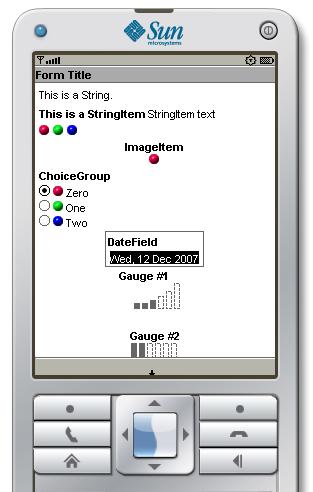 Sun
microsystems
Form Title
This is a String.
This is a StringItem StringItem text
ImageItem
ChoiceGroup
Zero
One
Two
DateField
Wed, 12 Dec 2007
Gauge #1
Gauge #2